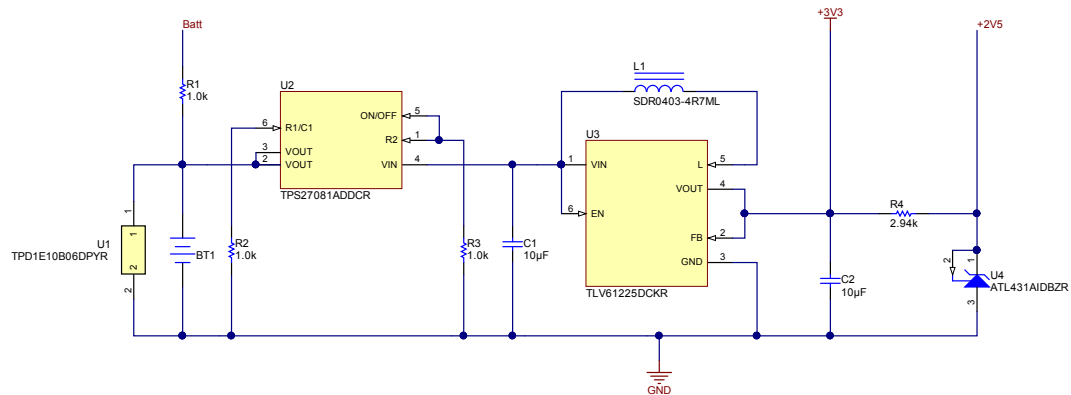 Batt
+3V3
+2V5
R1
1.0k
U2
6
R1/C1
3
VOUT
2
VOUT
ON/OFF
5
R2
1
VIN
4
TPS27081ADDCR
L1
SDR0403-4R7ML
U3
1
VIN
6
EN
L
5
VOUT
4
FB
2
GND
3
TLV61225DCKR
1
1
2
2
U1
TPD1E10B06DPYR
BT1
R2
1.0k
R3
1.0k
C1
10µF
R4
2.94k
C2
10µF
2
1
3
U4
ATL431AIDBZR
GND